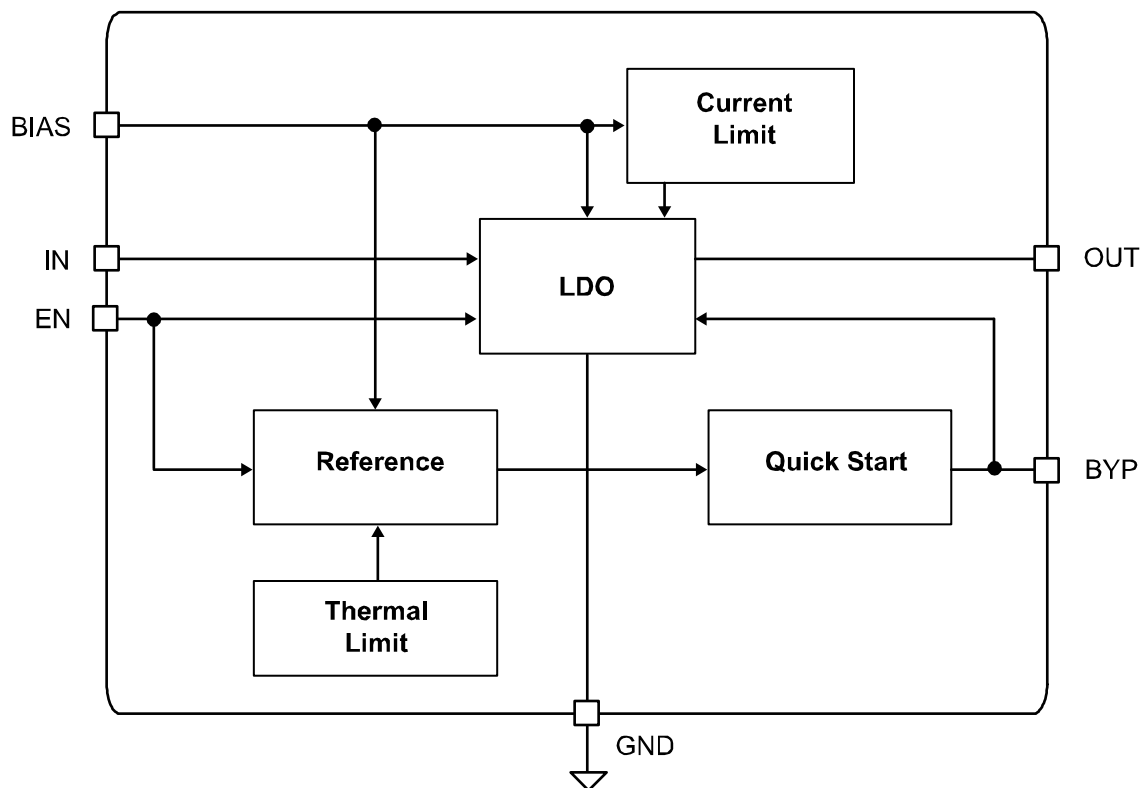 Current
Limit
BIAS
IN
OUT
LDO
EN
Reference
Quick Start
BYP
Thermal
Limit
GND